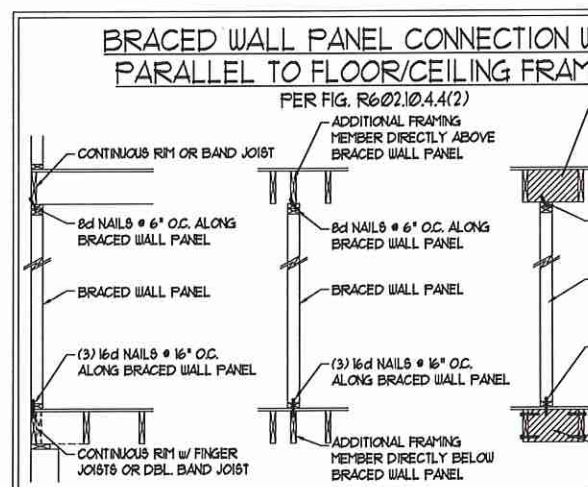 BRACED WALL PANEL CONNECTION
PARALLEL TO FLOOR/CEILING
PER FIG. R602.10.4.4(2)
CONTINUOUS RIM OR BAND JOIST
8d NAILS @ 6" O.C. ALONG
BRACED WALL PANEL
BRACED WALL PANEL
(3) 16d NAILS @ 16" O.C.
ALONG BRACED WALL PANEL
CONTINUOUS RIM w/ FINGER
JOISTS OR DBL. BAND JOIST
ADDITIONAL FRAMING
MEMBER DIRECTLY ABOVE
BRACED WALL PANEL
8d NAILS @ 6" O.C. ALONG
BRACED WALL PANEL
BRACED WALL PANEL
(3) 16d NAILS @ 16" O.C.
ALONG BRACED WALL PANEL
ADDITIONAL FRAMING
MEMBER DIRECTLY BELOW
BRACED WALL PANEL